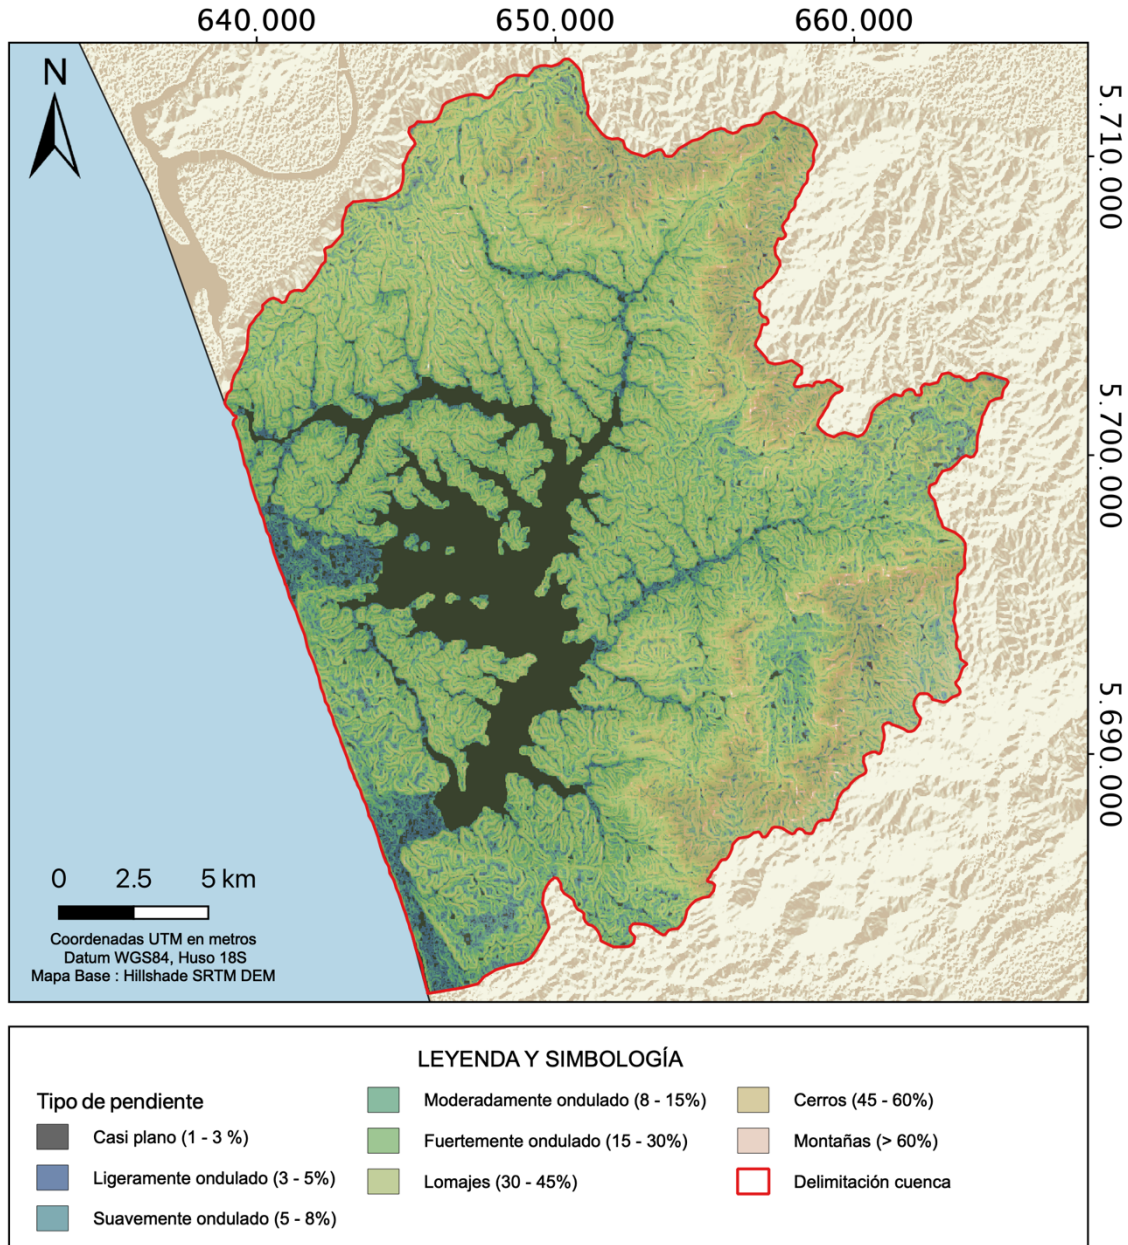 640.000 650.000 660.000
N
5.710.000
5.700.000
5.690.000
0 2.5 5 km
Coordenadas UTM en metros
Datum WGS84, Huso 18S
Mapa Base : Hillshade SRTM DEM
LEYENDA Y SIMBOLOGÍA
Tipo de pendiente
Casi plano (1 - 3 %)
Ligeramente ondulado (3 - 5%)
Suavemente ondulado (5 - 8%)
Moderadamente ondulado (8 - 15%)
Fuertemente ondulado (15 - 30%)
Lomajes (30 - 45%)
Cerros (45 - 60%)
Montañas (> 60%)
Delimitación cuenca